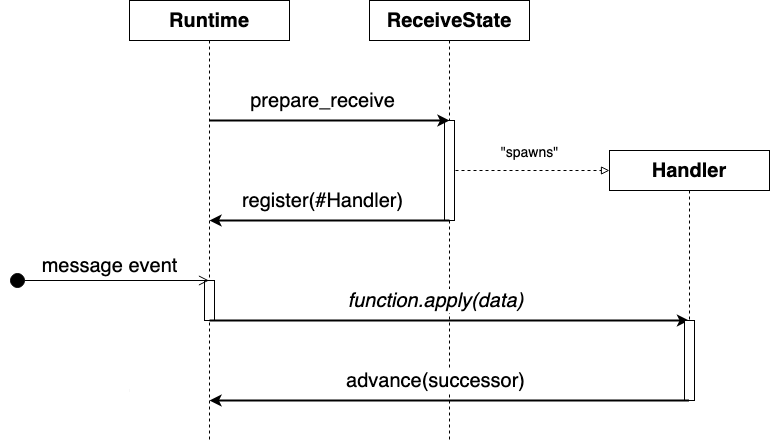 Runtime
ReceiveState
prepare_receive
"spawns"
Handler
register(#Handler)
message event
function.apply(data)
advance(successor)